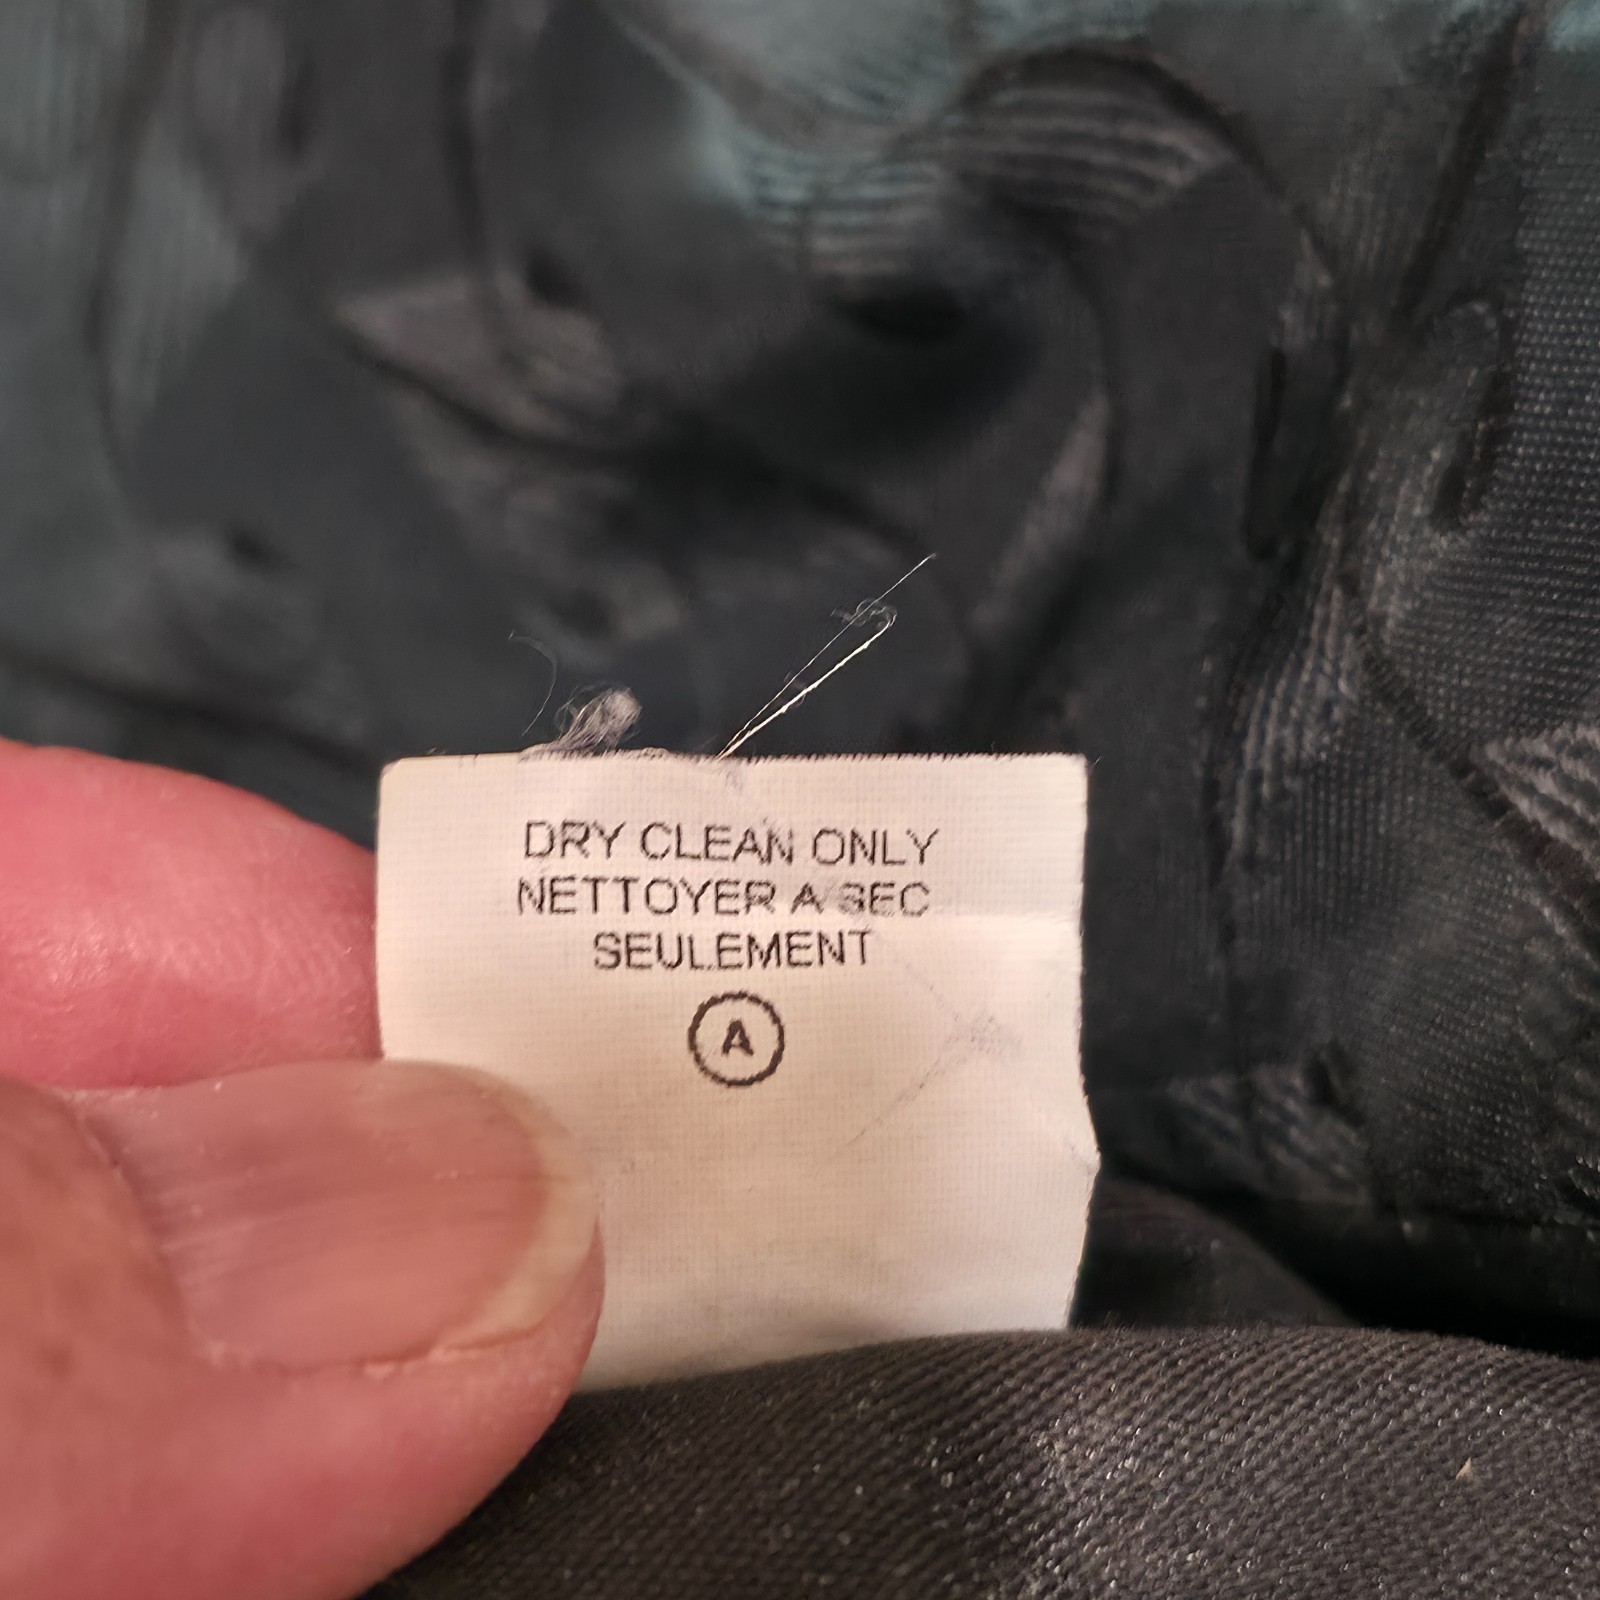 DRY CLEAN ONLY
NETTOYER A SEC
SEULEMENT
A